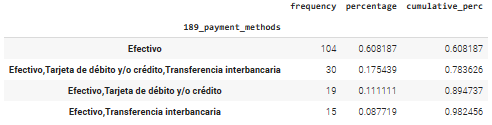 frequency percentage cumulative_perc
189_payment_methods
Efectivo 104 0.608187 0.608187
Efectivo,Tarjeta de débito y/o crédito,Transferencia interbancaria 30 0.175439 0.783626
Efectivo,Tarjeta de débito y/o crédito 19 0.111111 0.894737
Efectivo,Transferencia interbancaria 15 0.087719 0.982456